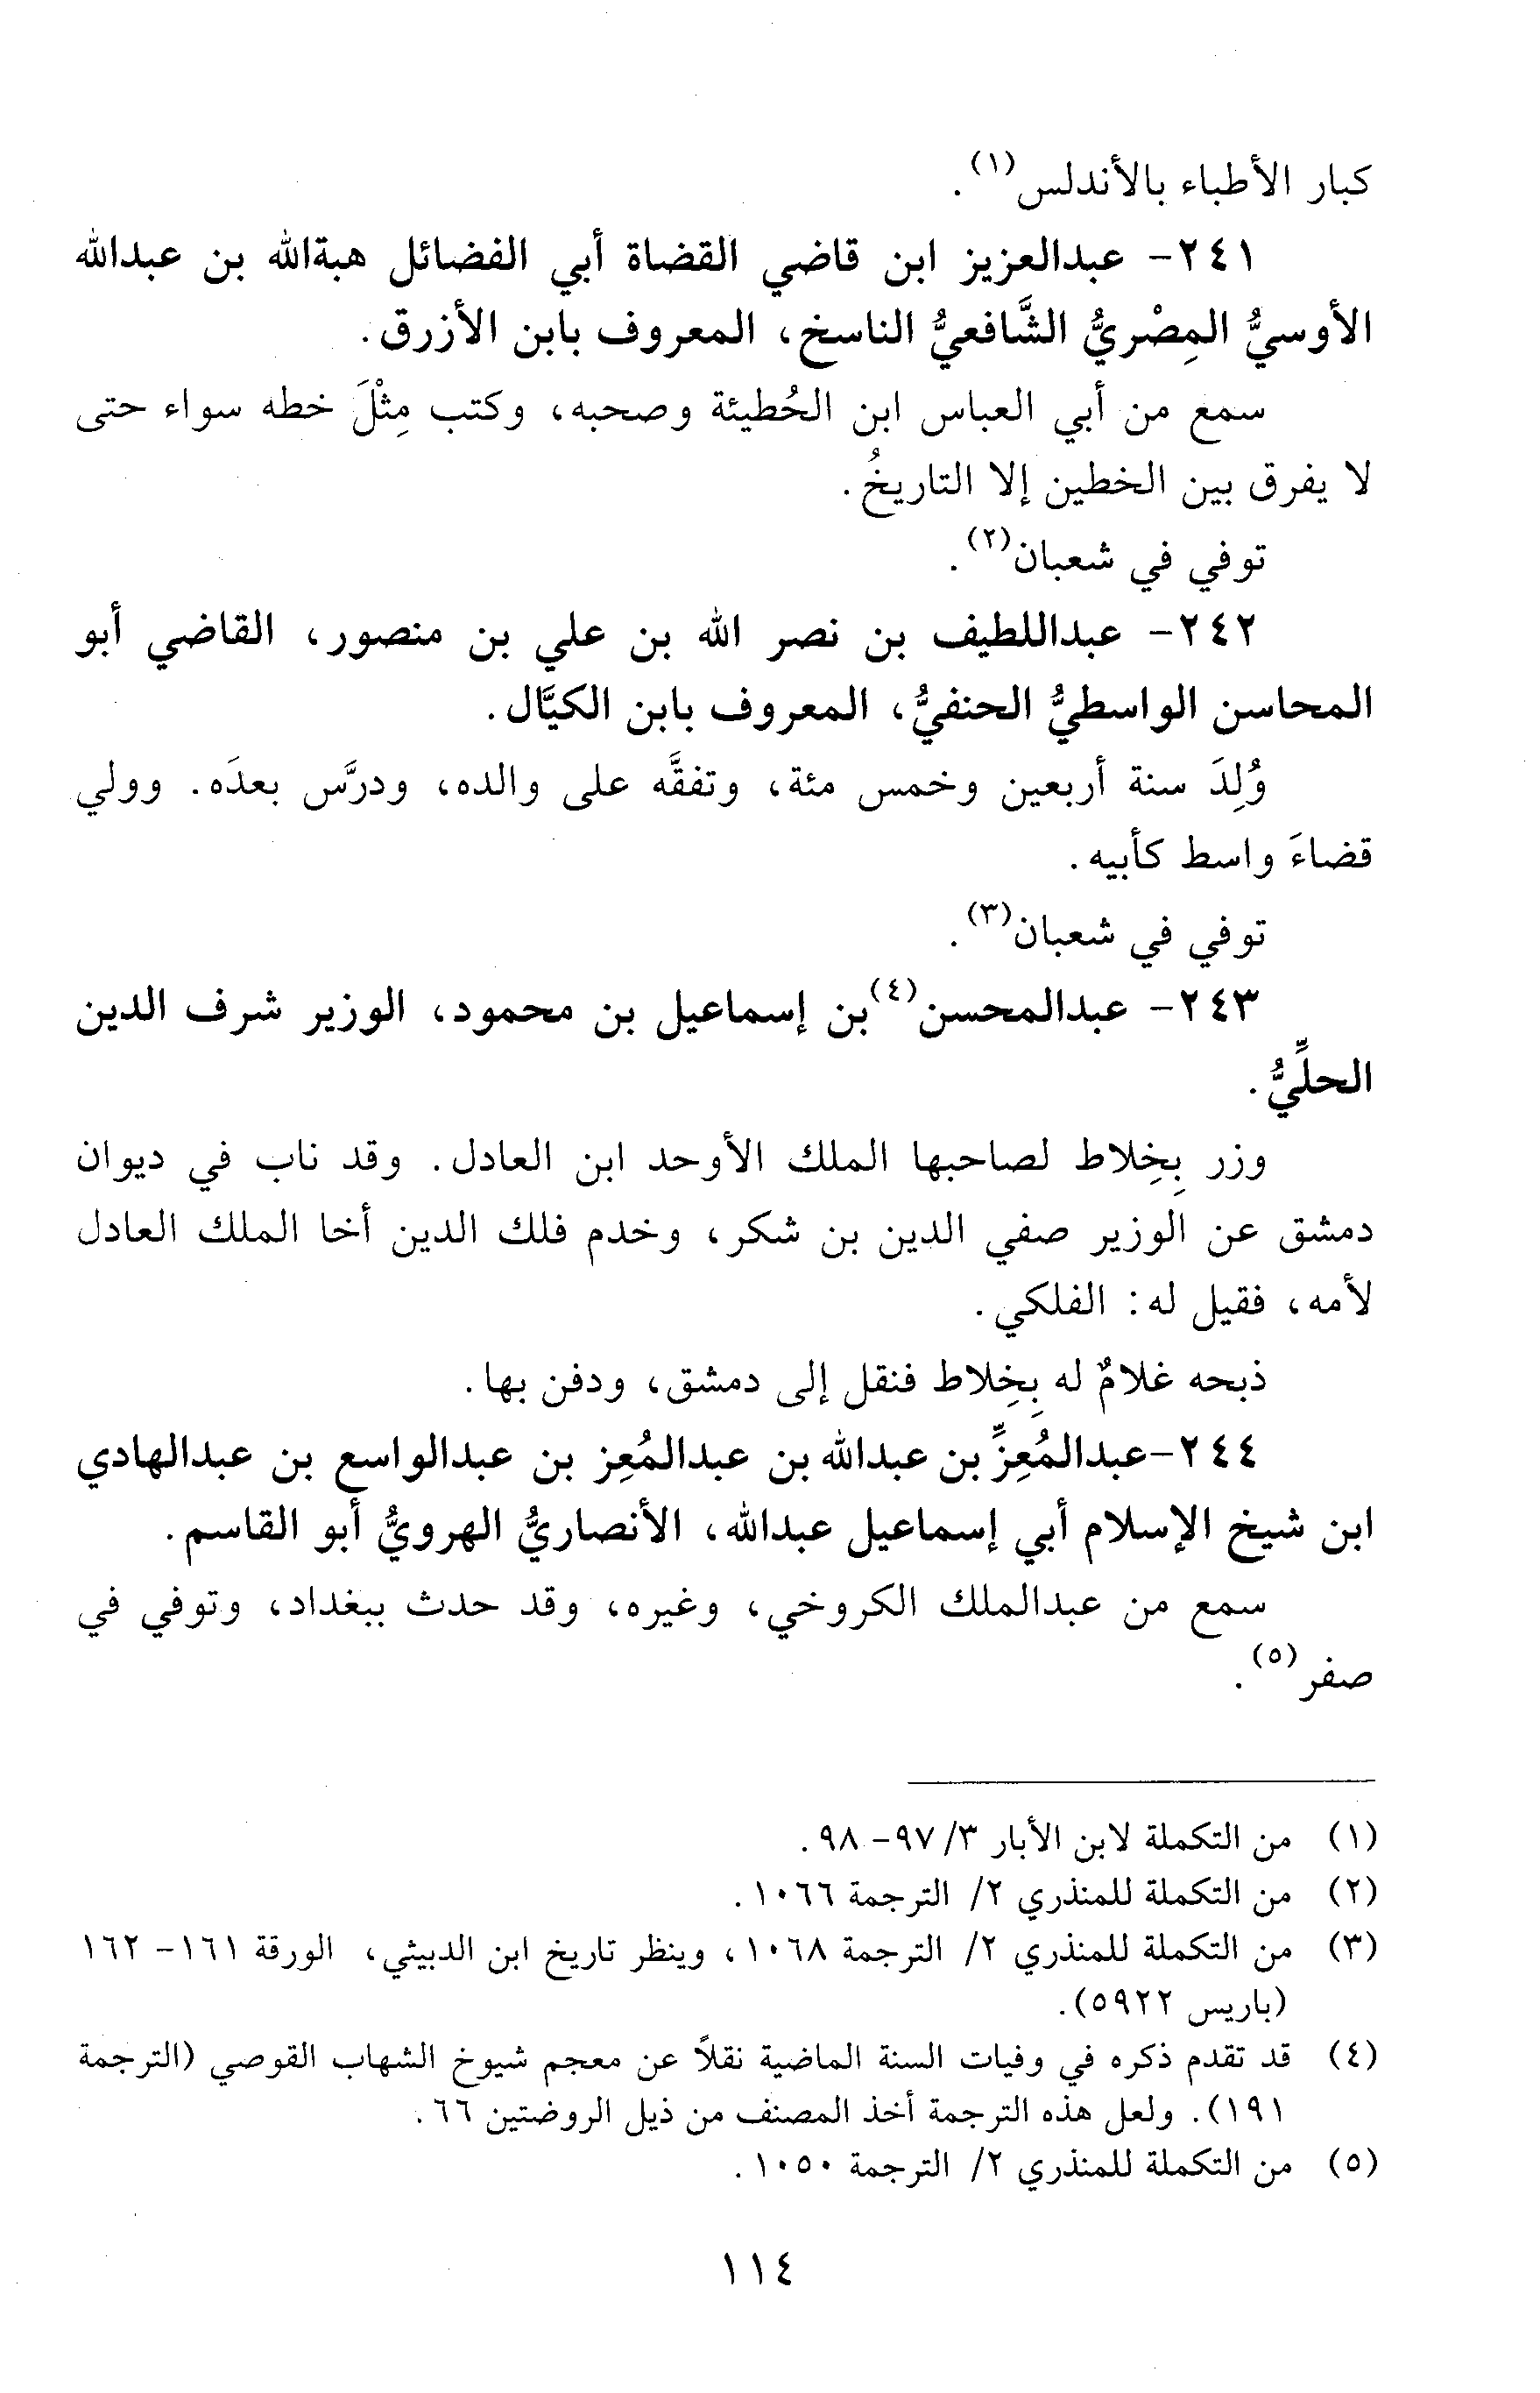 كبار الأطباء بالأندلس(١).
٢٤١- عبدالعزيز ابن قاضي القضاة أبي الفضائل هبةالله بن عبدالله
الأوسيُّ المِصْريُّ الشَّافعيُّ الناسخ، المعروف بابن الأزرق.
سمع من أبي العباس ابن الحُطيئة وصحبه، وكتب مِثْلَ خطه سواء حتى
لا يفرق بين الخطين إلا التاريخُ.
توفي في شعبان(٢).
٢٤٢- عبداللطيف بن نصر الله بن علي بن منصور، القاضي أبو
المحاسن الواسطيُّ الحنفيُّ، المعروف بابن الكيَّال.
وُلِدَ سنة أربعين وخمس مئة، وتفقَّه على والده، ودرَّس بعدَه. وولي
قضاءَ واسط كأبيه.
توفي في شعبان(٣).
٢٤٣- عبدالمحسن(٤) بن إسماعيل بن محمود، الوزير شرف الدين
الحلِّيُّ.
وزر بِخِلاط لصاحبها الملك الأوحد ابن العادل. وقد ناب في ديوان
دمشق عن الوزير صفي الدين بن شكر، وخدم فلك الدين أخا الملك العادل
لأمه، فقيل له: الفلكي.
ذبحه غلامٌ له بِخِلاط فنقل إلى دمشق، ودفن بها.
٢٤٤-عبدالمُعِزِّ بن عبدالله بن عبدالمُعِز بن عبدالواسع بن عبدالهادي
ابن شيخ الإسلام أبي إسماعيل عبدالله، الأنصاريُّ الهرويُّ أبو القاسم.
سمع من عبدالملك الكروخي، وغيره، وقد حدث ببغداد، وتوفي في
صفر(٥).
(١) من التكملة لابن الأبار ٣/ ٩٧- ٩٨.
(٢) من التكملة للمنذري ٢/ الترجمة ١٠٦٦.
(٣) من التكملة للمنذري ٢/ الترجمة ١٠٦٨، وينظر تاريخ ابن الدبيثي، الورقة ١٦١- ١٦٢
(باريس ٥٩٢٢).
(٤) قد تقدم ذكره في وفيات السنة الماضية نقلاً عن معجم شيوخ الشهاب القوصي (الترجمة
١٩١). ولعل هذه الترجمة أخذ المصنف من ذيل الروضتين ٦٦.
(٥) من التكملة للمنذري ٢/ الترجمة ١٠٥٠.
١١٤